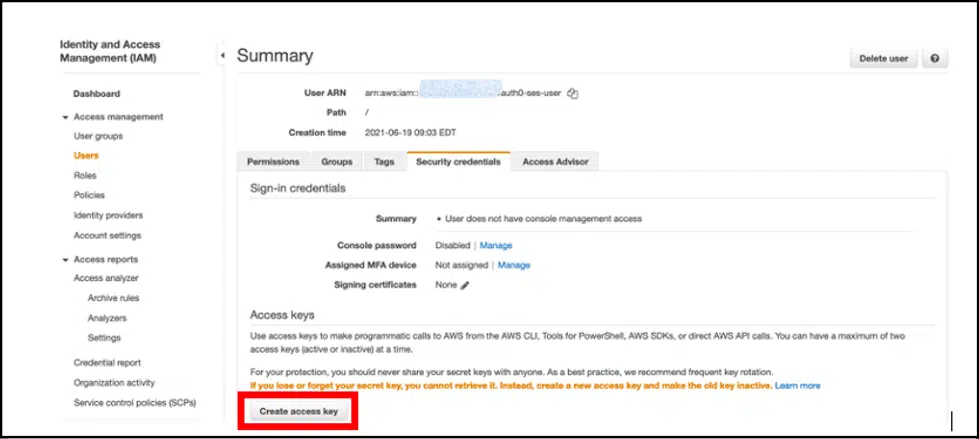 Identity and Access
Management (IAM)
Dashboard
Access management
User groups
Users
Roles
Policies
Identity providers
Account settings
Access reports
Access analyzer
Archive rules
Analyzers
Settings
Credential report
Organization activity
Service control policies (SCPs)
Summary
Delete user
User ARN arn:aws:iam:: auth0-ses-user
Path /
Creation time 2021-06-19 09:03 EDT
Permissions Groups Tags Security credentials Access Advisor
Sign-in credentials
Summary • User does not have console management access
Console password Disabled | Manage
Assigned MFA device Not assigned | Manage
Signing certificates None
Access keys
Use access keys to make programmatic calls to AWS from the AWS CLI, Tools for PowerShell, AWS SDKs, or direct AWS API calls. You can have a maximum of two
access keys (active or inactive) at a time.
For your protection, you should never share your secret keys with anyone. As a best practice, we recommend frequent key rotation.
If you lose or forget your secret key, you cannot retrieve it. Instead, create a new access key and make the old key inactive. Learn more
Create access key